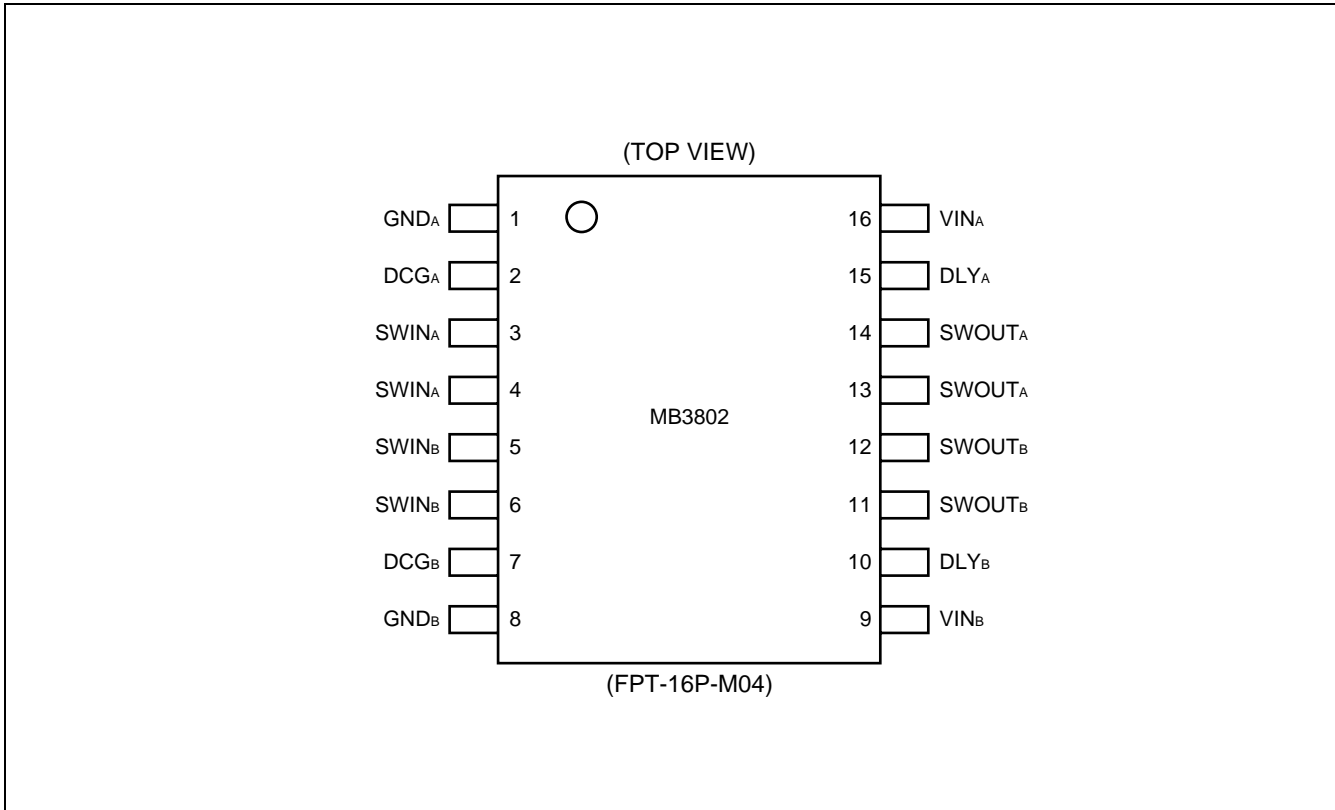 (TOP VIEW)
GNDA 1 16 VINA
DCGA 2 15 DLYA
SWINA 3 14 SWOUTA
SWINA 4 13 SWOUTA
MB3802
SWINB 5 12 SWOUTB
SWINB 6 11 SWOUTB
DCGB 7 10 DLYB
GNDB 8 9 VINB
(FPT-16P-M04)